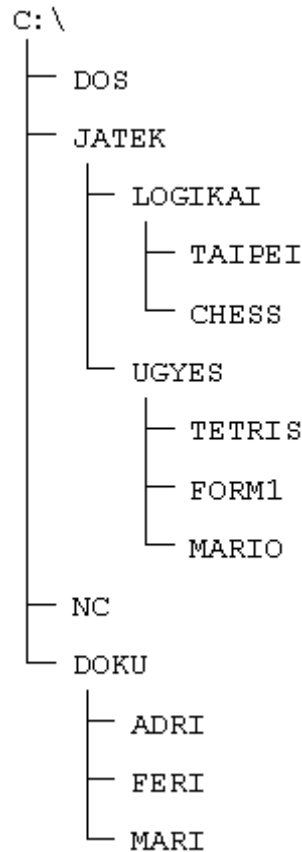 C:\
DOS
JATEK
LOGIKAI
TAIPEI
CHESS
UGYES
TETRIS
FORM1
MARIO
NC
DOKU
ADRI
FERI
MARI